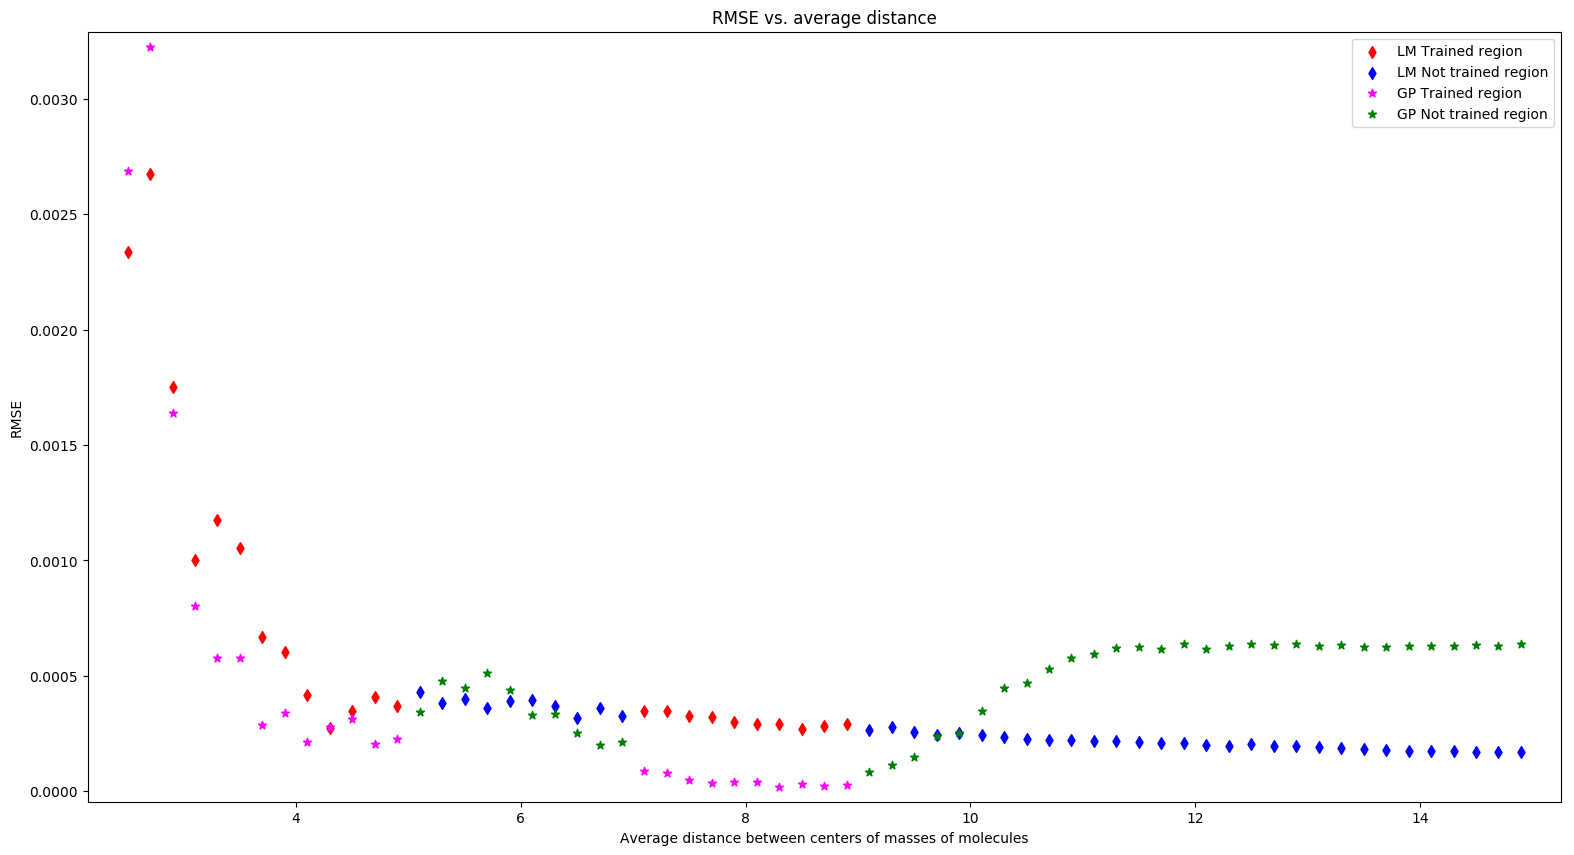 RMSE vs. average distance
LM Trained region
LM Not trained region
GP Trained region
GP Not trained region
RMSE
0.0030
0.0025
0.0020
0.0015
0.0010
0.0005
0.0000
4 6 8 10 12 14
Average distance between centers of masses of molecules